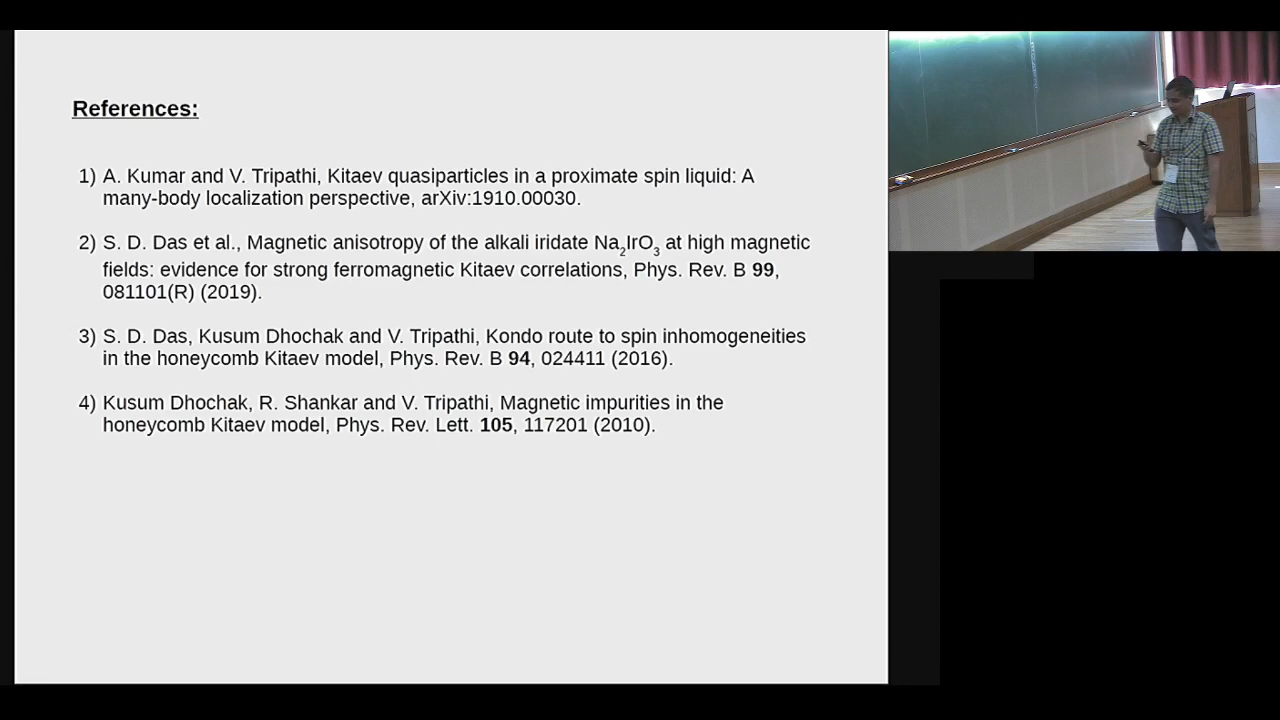 References:
1) A. Kumar and V. Tripathi, Kitaev quasiparticles in a proximate spin liquid: A
many-body localization perspective, arXiv:1910.00030.
2) S. D. Das et al., Magnetic anisotropy of the alkali iridate Na₂IrO₃ at high magnetic
fields: evidence for strong ferromagnetic Kitaev correlations, Phys. Rev. B 99,
081101(R) (2019).
3) S. D. Das, Kusum Dhochak and V. Tripathi, Kondo route to spin inhomogeneities
in the honeycomb Kitaev model, Phys. Rev. B 94, 024411 (2016).
4) Kusum Dhochak, R. Shankar and V. Tripathi, Magnetic impurities in the
honeycomb Kitaev model, Phys. Rev. Lett. 105, 117201 (2010).